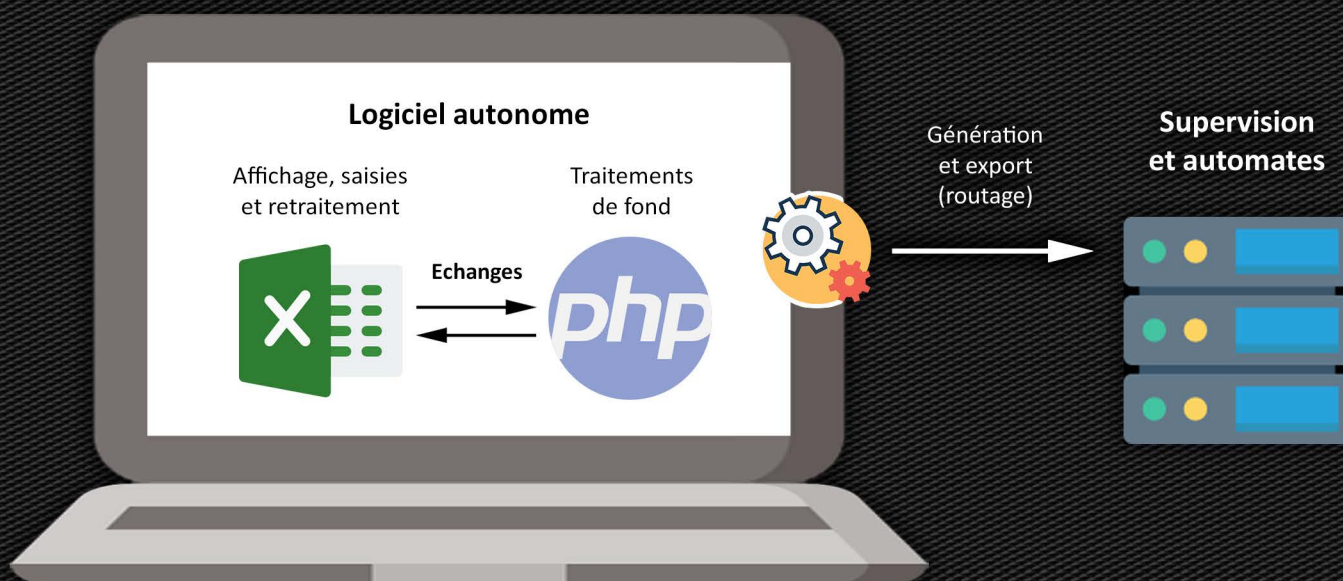 Logiciel autonome
Affichage, saisies
et retraitement
Traitements
de fond
X
Echanges
php
Génération
et export
(routage)
Supervision
et automates